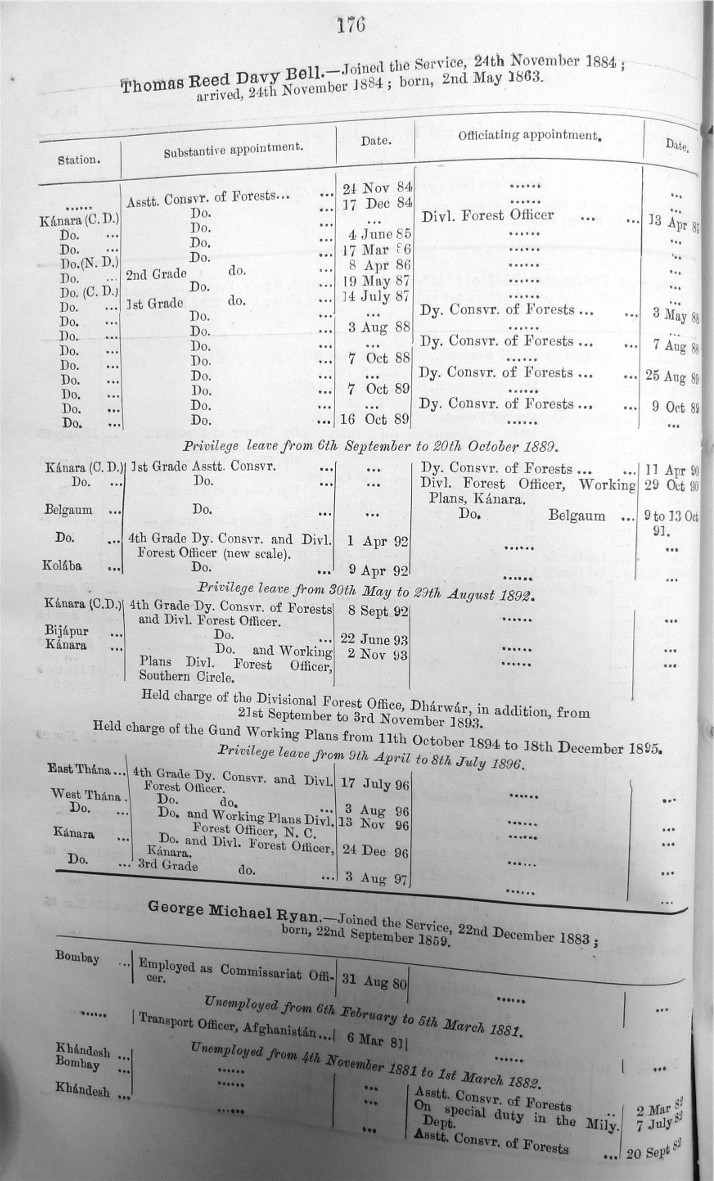 176
Thomas Reed Davy Bell.—Joined the Service, 24th November 1884;
arrived, 24th November 1884; born, 2nd May 1863.
Station. Substantive appointment. Date. Officiating appointment. Date.
...... Asstt. Consvr. of Forests... ... 24 Nov 84 ...... ...
Kánara (C. D.) Do. ... 17 Dec 84 ...... ...
Do. ... Do. ... ... Divl. Forest Officer ... ... 13 Apr 85
Do. ... Do. ... 4 June 85 ...... ...
Do.(N. D.) Do. ... 17 Mar 86 ...... ...
Do. ... 2nd Grade do. ... 8 Apr 86 ...... ...
Do. (C. D.) Do. ... 19 May 87 ...... ...
Do. ... 1st Grade do. ... 14 July 87 ...... ...
Do. ... Do. ... ... Dy. Consvr. of Forests ... ... 3 May 88
Do. ... Do. ... 3 Aug 88 ...... ...
Do. ... Do. ... ... Dy. Consvr. of Forests ... ... 7 Aug 88
Do. ... Do. ... 7 Oct 88 ...... ...
Do. ... Do. ... ... Dy. Consvr. of Forests ... ... 25 Aug 89
Do. ... Do. ... 7 Oct 89 ...... ...
Do. ... Do. ... ... Dy. Consvr. of Forests ... ... 9 Oct 89
Do. ... Do. ... 16 Oct 89 ...... ...
Privilege leave from 6th September to 20th October 1889.
Kánara (C. D.) 1st Grade Asstt. Consvr. ... ... Dy. Consvr. of Forests ... ... 11 Apr 90
Do. ... Do. ... ... Divl. Forest Officer, Working 29 Oct 90
Plans, Kánara.
Belgaum ... Do. ... ... Do. Belgaum ... 9 to 13 Oct
91.
Do. ... 4th Grade Dy. Consvr. and Divl. 1 Apr 92 ...... ...
Forest Officer (new scale).
Kolába ... Do. ... 9 Apr 92 ...... ...
Privilege leave from 30th May to 29th August 1892.
Kánara (C.D.) 4th Grade Dy. Consvr. of Forests 8 Sept 92 ...... ...
and Divl. Forest Officer.
Bijápur ... Do. ... 22 June 93 ...... ...
Kánara ... Do. and Working 2 Nov 93 ...... ...
Plans Divl. Forest Officer,
Southern Circle.
Held charge of the Divisional Forest Office, Dhárwár, in addition, from
21st September to 3rd November 1893.
Held charge of the Gund Working Plans from 11th October 1894 to 18th December 1895.
Privilege leave from 9th April to 8th July 1896.
East Thána ... 4th Grade Dy. Consvr. and Divl. 17 July 96 ...... ...
Forest Officer.
West Thána . Do. do. ... 3 Aug 96 ...... ...
Do. ... Do. and Working Plans Divl. 13 Nov 96 ...... ...
Forest Officer, N. C.
Kánara ... Do. and Divl. Forest Officer, 24 Dec 96 ...... ...
Kánara.
Do. ... 3rd Grade do. ... 3 Aug 97 ...... ...
George Michael Ryan.—Joined the Service, 22nd December 1883;
born, 22nd September 1859.
Bombay ... Employed as Commissariat Offi- 31 Aug 80 ...... ...
cer.
Unemployed from 6th February to 5th March 1881.
...... Transport Officer, Afghanistán... 6 Mar 81 ...... ...
Unemployed from 4th November 1881 to 1st March 1882.
Khándesh ... ...... ... Asstt. Consvr. of Forests .. 2 Mar 82
Bombay ... ...... ... On special duty in the Mily. 7 July 82
Dept.
Khándesh ... ...... ... Asstt. Consvr. of Forests ... 20 Sept 82